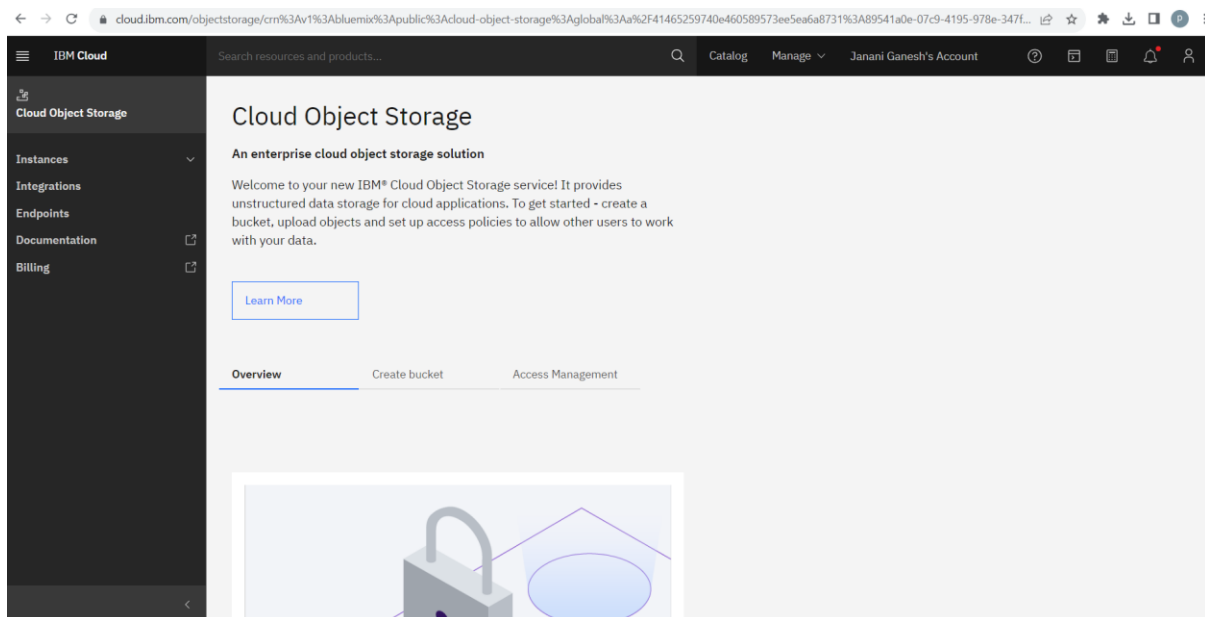 cloud.ibm.com/objectstorage/crn%3Av1%3Abluemix%3Apublic%3Acloud-object-storage%3Aglobal%3Aa%2F41465259740e460589573ee5ea6a8731%3A89541a0e-07c9-4195-978e-347f...
P
IBM Cloud
Search resources and products...
Catalog
Manage
Janani Ganesh's Account
Cloud Object Storage
Instances
Integrations
Endpoints
Documentation
Billing
Cloud Object Storage
An enterprise cloud object storage solution
Welcome to your new IBM® Cloud Object Storage service! It provides
unstructured data storage for cloud applications. To get started - create a
bucket, upload objects and set up access policies to allow other users to work
with your data.
Learn More
Overview
Create bucket
Access Management